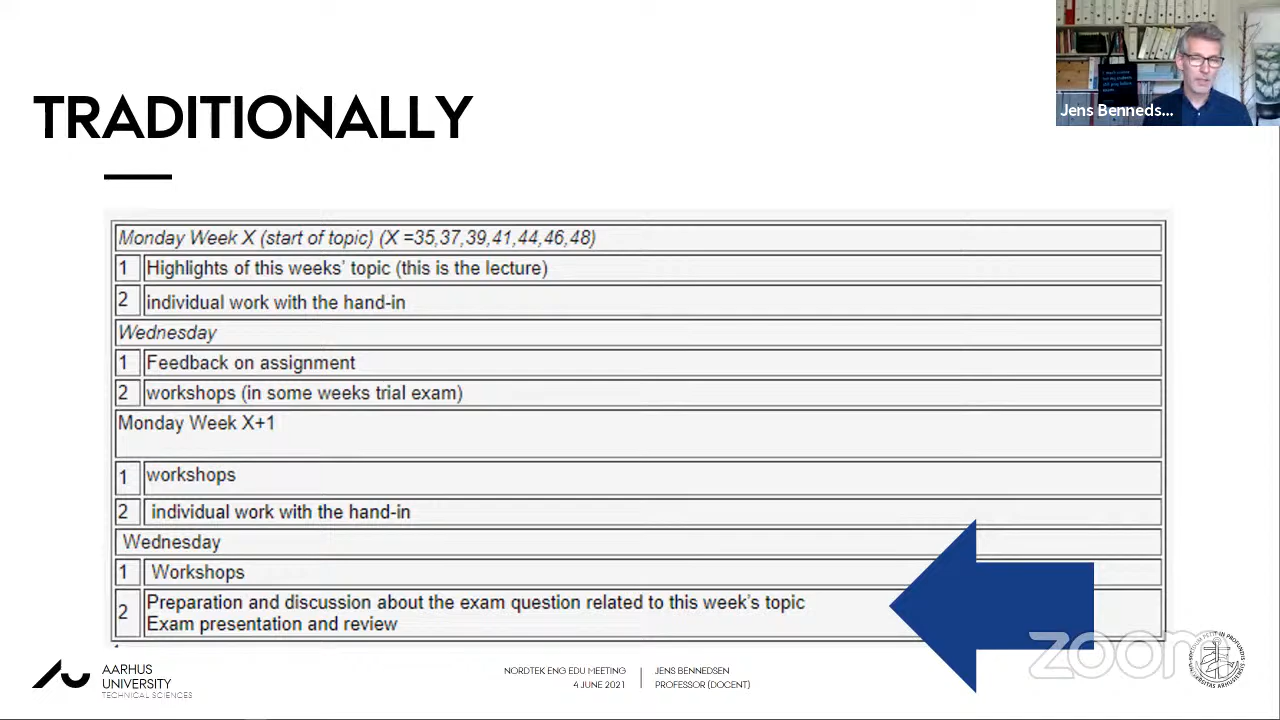 Jens Benneds...
TRADITIONALLY
Monday Week X (start of topic) (X =35,37,39,41,44,46,48)
1 Highlights of this weeks' topic (this is the lecture)
2 individual work with the hand-in
Wednesday
1 Feedback on assignment
2 workshops (in some weeks trial exam)
Monday Week X+1
1 workshops
2 individual work with the hand-in
Wednesday
1 Workshops
2 Preparation and discussion about the exam question related to this week's topic
Exam presentation and review
zoom
AARHUS
UNIVERSITY
TECHNICAL SCIENCES
NORDTEK ENG EDU MEETING
4 JUNE 2021
JENS BENNEDSEN
PROFESSOR (DOCENT)